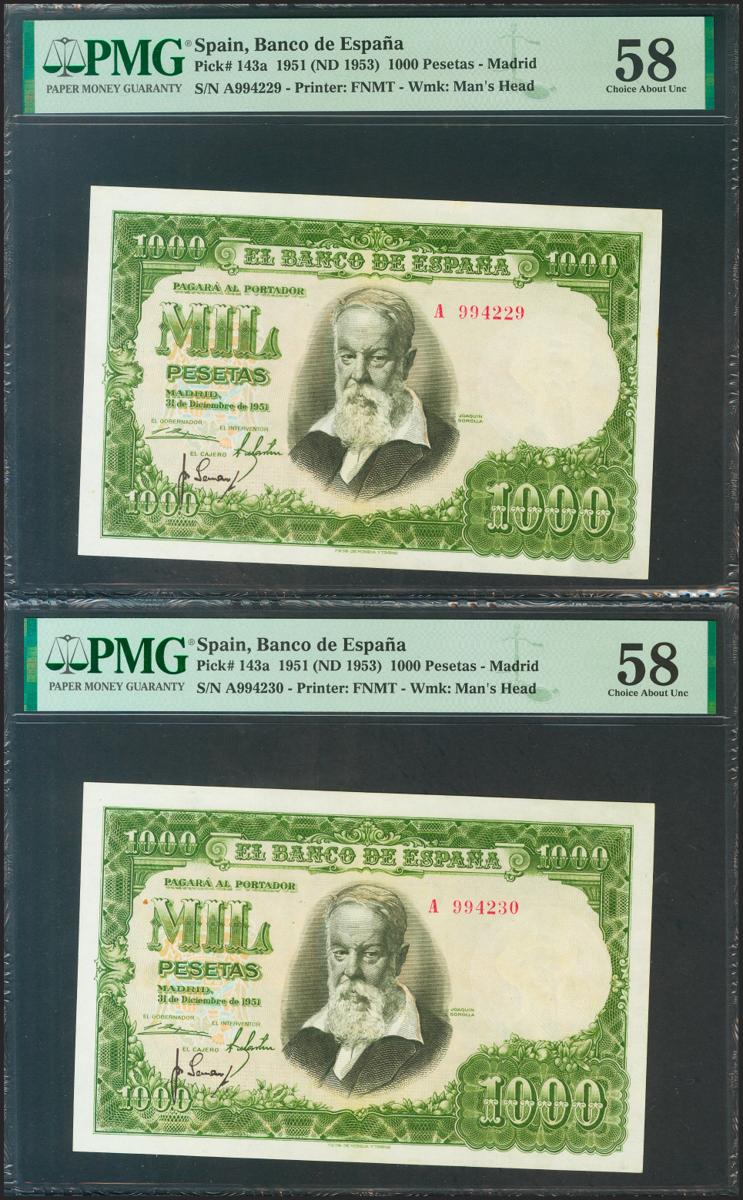 PMG®
PAPER MONEY GUARANTY
Spain, Banco de España
Pick# 143a 1951 (ND 1953) 1000 Pesetas - Madrid
S/N A994229 - Printer: FNMT - Wmk: Man's Head
58
Choice About Unc
1000 EL BANCO DE ESPAÑA 1000
PAGARÁ AL PORTADOR
A 994229
MIL
PESETAS
MADRID,
31 de Diciembre de 1951
JOAQUIN
SOROLLA
EL GOBERNADOR EL INTERVENTOR
EL CAJERO
1000 1000
PMG®
PAPER MONEY GUARANTY
Spain, Banco de España
Pick# 143a 1951 (ND 1953) 1000 Pesetas - Madrid
S/N A994230 - Printer: FNMT - Wmk: Man's Head
58
Choice About Unc
1000 EL BANCO DE ESPAÑA 1000
PAGARÁ AL PORTADOR
A 994230
MIL
PESETAS
MADRID,
31 de Diciembre de 1951
JOAQUIN
SOROLLA
EL GOBERNADOR EL INTERVENTOR
EL CAJERO
1000 1000